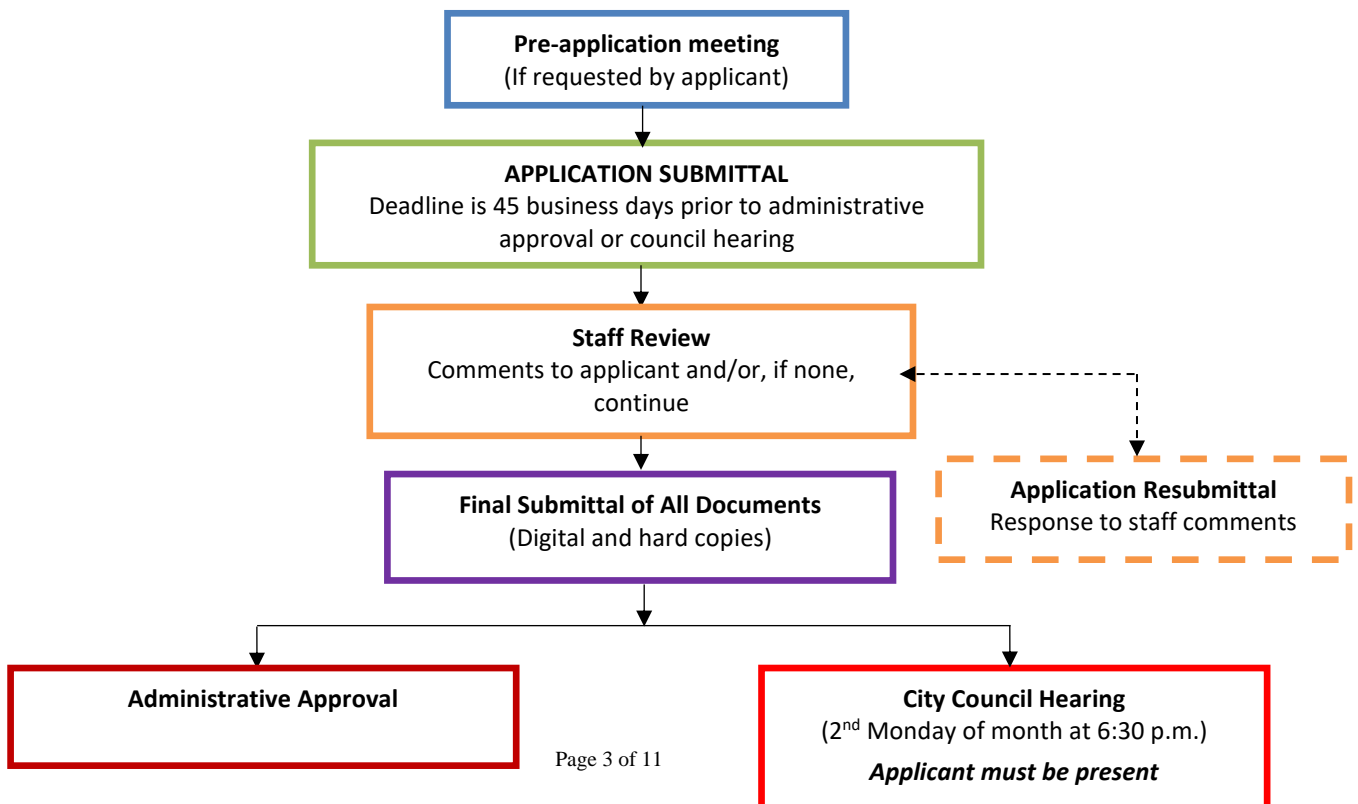 Pre-application meeting
(If requested by applicant)
APPLICATION SUBMITTAL
Deadline is 45 business days prior to administrative
approval or council hearing
Staff Review
Comments to applicant and/or, if none,
continue
Application Resubmittal
Response to staff comments
Final Submittal of All Documents
(Digital and hard copies)
Administrative Approval
City Council Hearing
(2nd Monday of month at 6:30 p.m.)
Applicant must be present
Page 3 of 11